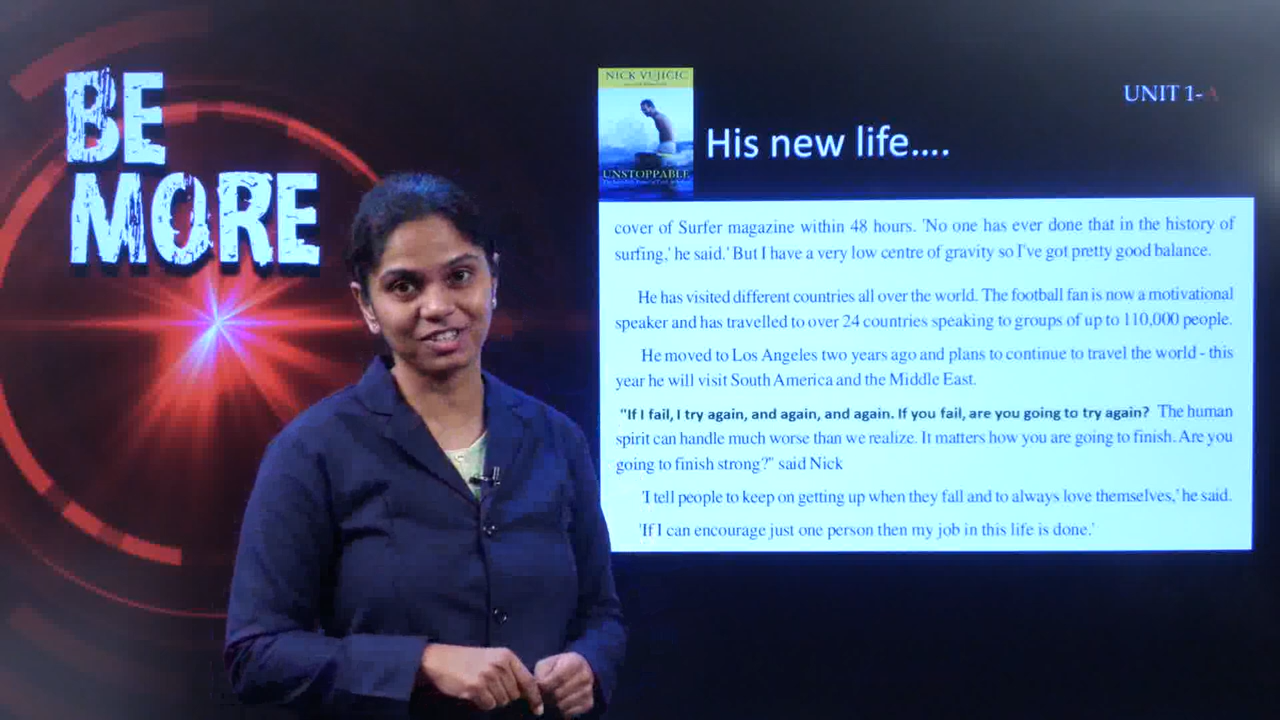 BE
MORE
NICK VUJICIC
UNSTOPPABLE
UNIT 1-A
His new life....
cover of Surfer magazine within 48 hours. 'No one has ever done that in the history of
surfing,' he said.' But I have a very low centre of gravity so I've got pretty good balance.
He has visited different countries all over the world. The football fan is now a motivational
speaker and has travelled to over 24 countries speaking to groups of up to 110,000 people.
He moved to Los Angeles two years ago and plans to continue to travel the world - this
year he will visit South America and the Middle East.
"If I fail, I try again, and again, and again. If you fail, are you going to try again? The human
spirit can handle much worse than we realize. It matters how you are going to finish. Are you
going to finish strong?" said Nick
'I tell people to keep on getting up when they fall and to always love themselves,' he said.
'If I can encourage just one person then my job in this life is done.'